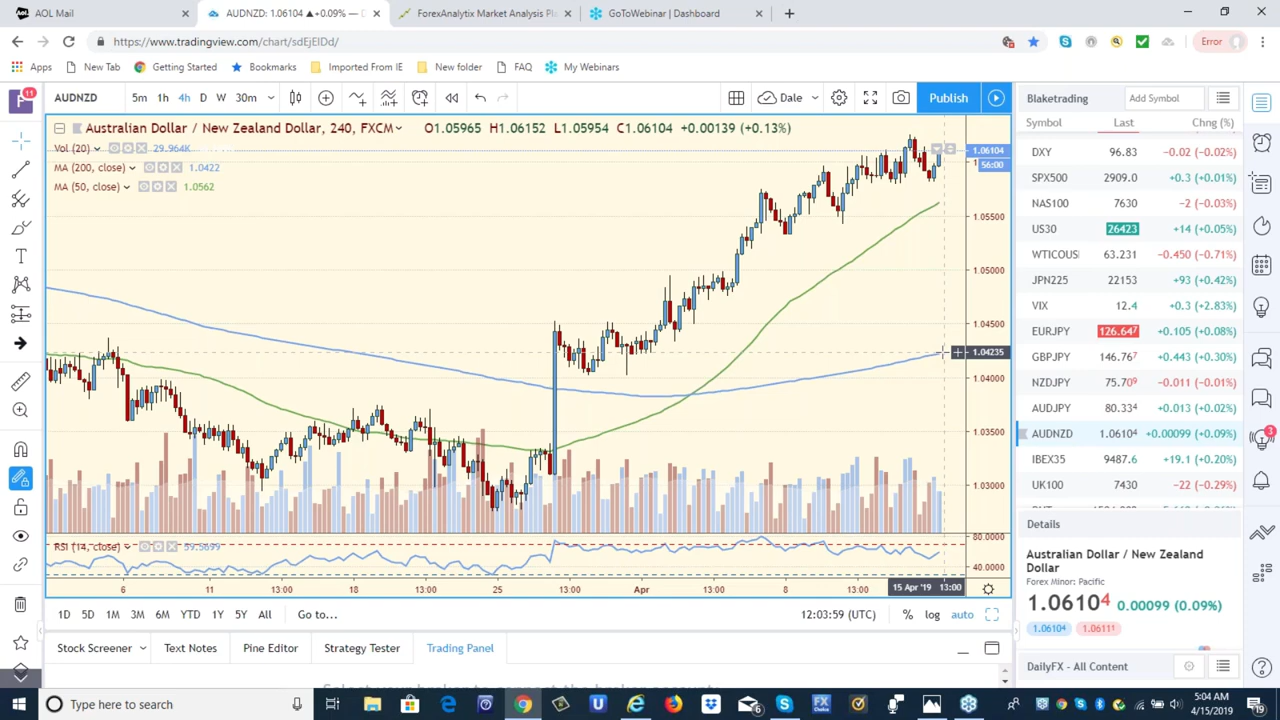 AOL Mail
AUDNZD: 1.06104 ▲+0.09% —
ForexAnalytix Market Analysis Pl
GoToWebinar | Dashboard
https://www.tradingview.com/chart/sdEjEIDd/
Error
Apps
New Tab
Getting Started
Bookmarks
Imported From IE
New folder
FAQ
My Webinars
11
AUDNZD
5m 1h 4h D W 30m
Dale
Publish
Australian Dollar / New Zealand Dollar, 240, FXCM
O1.05965 H1.06152 L1.05954 C1.06104 +0.00139 (+0.13%)
Vol (20) 29.964K
MA (200, close) 1.0422
MA (50, close) 1.0562
1.06104
56:00
1.05500
1.05000
1.04500
1.04235
1.04000
1.03500
1.03000
RSI (14, close) 59.5699
80.0000
40.0000
6 11 13:00 18 13:00 25 13:00 Apr 13:00 8 13:00 15 Apr '19 13:00
1D 5D 1M 3M 6M YTD 1Y 5Y All Go to...
12:03:59 (UTC) % log auto
Stock Screener
Text Notes
Pine Editor
Strategy Tester
Trading Panel
Blaketrading
Add Symbol
Symbol Last Chng (%)
DXY 96.83 −0.02 (−0.02%)
SPX500 2909.0 +0.3 (+0.01%)
NAS100 7630 −2 (−0.03%)
US30 26423 +14 (+0.05%)
WTICOUSI 63.231 −0.450 (−0.71%)
JPN225 22153 +93 (+0.42%)
VIX 12.4 +0.3 (+2.83%)
EURJPY 126.647 +0.105 (+0.08%)
GBPJPY 146.767 +0.443 (+0.30%)
NZDJPY 75.709 −0.011 (−0.01%)
AUDJPY 80.334 +0.013 (+0.02%)
AUDNZD 1.06104 +0.00099 (+0.09%)
IBEX35 9487.6 +19.1 (+0.20%)
UK100 7430 −22 (−0.29%)
3
Details
Australian Dollar / New Zealand
Dollar
Forex Minor: Pacific
1.06104 0.00099 (0.09%)
1.06104 1.06111
DailyFX - All Content
Type here to search
5:04 AM
4/15/2019